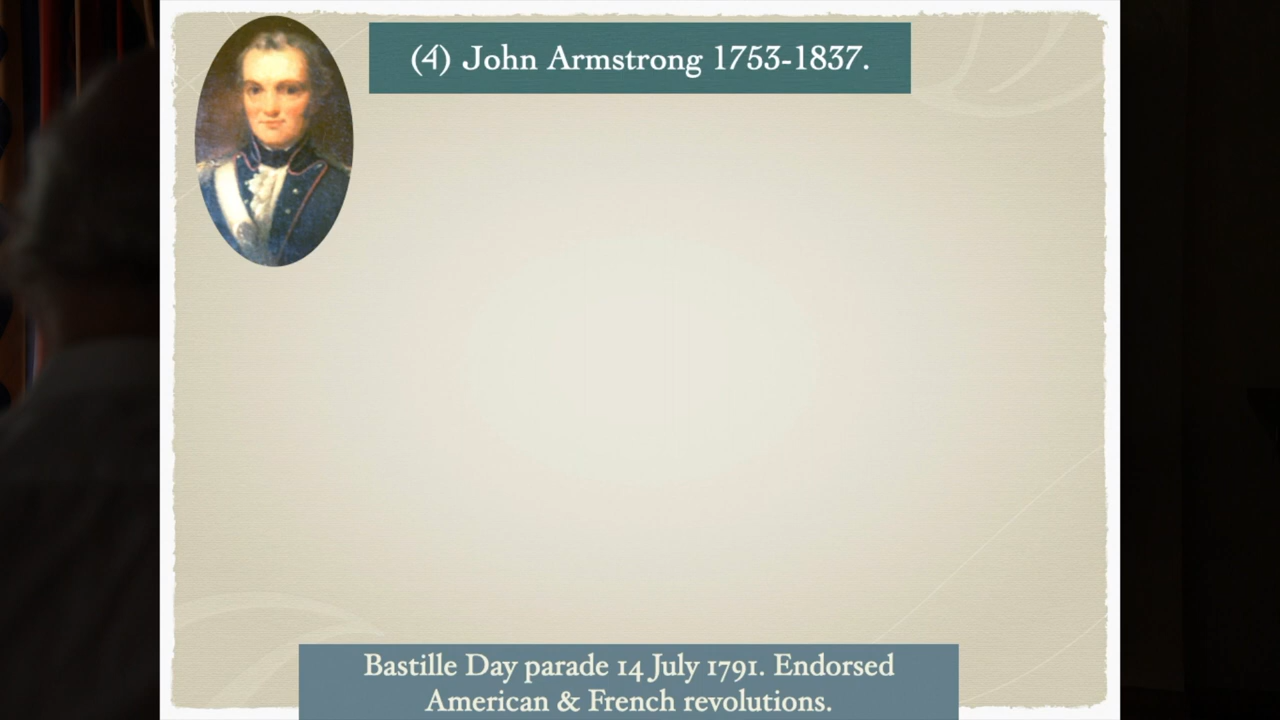 (4) John Armstrong 1753-1837.
Bastille Day parade 14 July 1791. Endorsed
American & French revolutions.